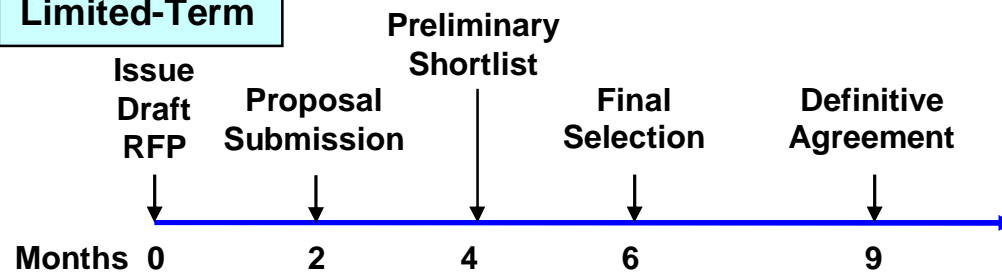 Limited-Term
Issue
Draft
RFP
Proposal
Submission
Preliminary
Shortlist
Final
Selection
Definitive
Agreement
Months 0 2 4 6 9